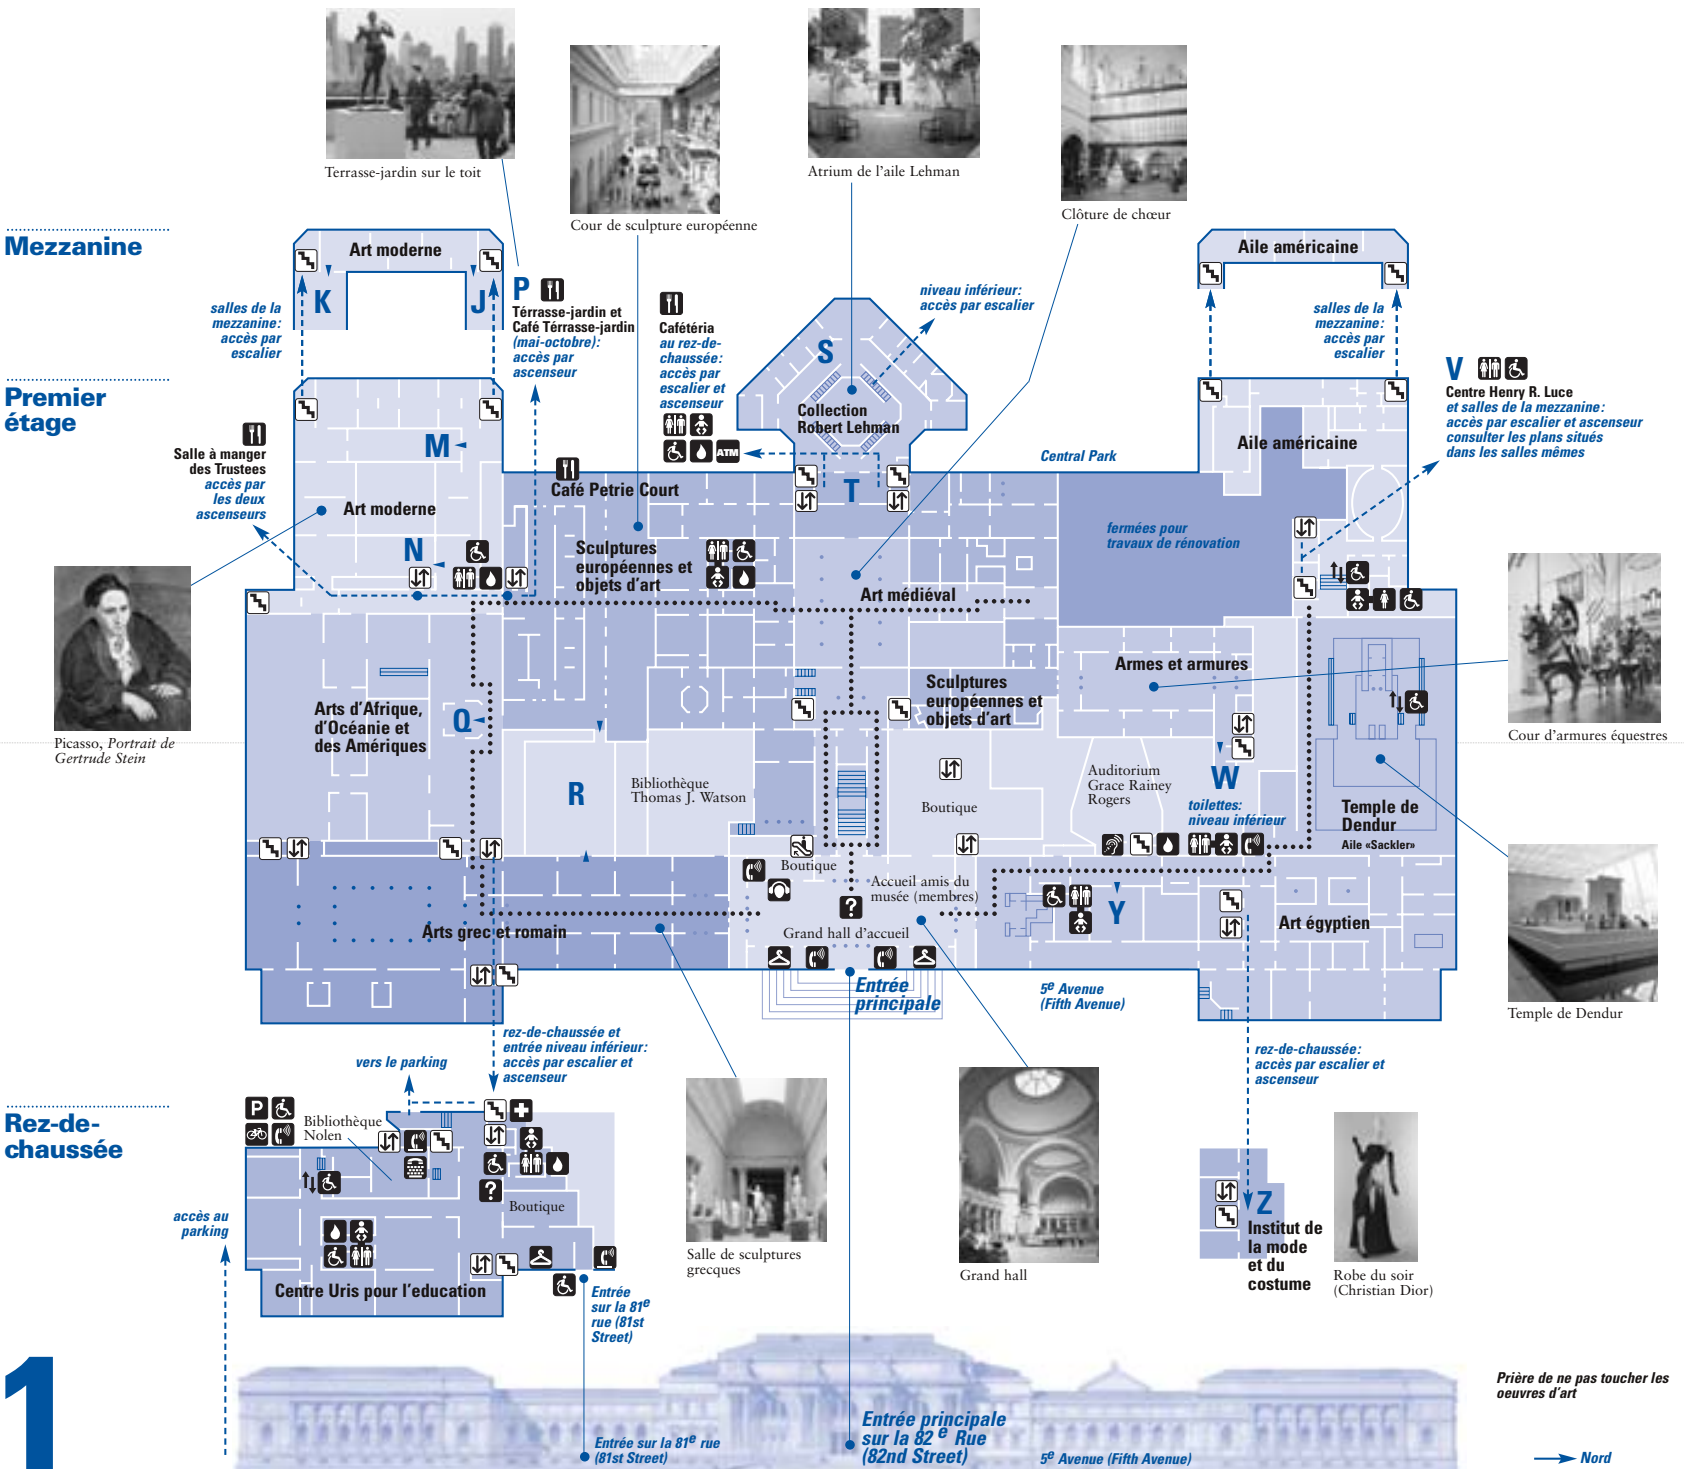 Terrasse-jardin sur le toit
Cour de sculpture européenne
Atrium de l'aile Lehman
Clôture de chœur
Mezzanine
Art moderne
K
J
salles de la
mezzanine:
accès par
escalier
P
Térrasse-jardin et
Café Térrasse-jardin
(mai-octobre):
accès par
ascenseur
Cafétéria
au rez-de-
chaussée:
accès par
escalier et
ascenseur
ATM
niveau inférieur:
accès par escalier
S
Collection
Robert Lehman
T
Aile américaine
salles de la
mezzanine:
accès par
escalier
V
Centre Henry R. Luce
et salles de la mezzanine:
accès par escalier et ascenseur
consulter les plans situés
dans les salles mêmes
Premier
étage
Salle à manger
des Trustees
accès par
les deux
ascenseurs
M
Art moderne
N
Café Petrie Court
Sculptures
européennes et
objets d'art
Central Park
Aile américaine
fermées pour
travaux de rénovation
Art médiéval
Armes et armures
Sculptures
européennes et
objets d'art
Picasso, Portrait de
Gertrude Stein
Arts d'Afrique,
d'Océanie et
des Amériques
Q
R
Bibliothèque
Thomas J. Watson
Boutique
Auditorium
Grace Rainey
Rogers
W
toilettes:
niveau inférieur
Cour d'armures équestres
Temple de
Dendur
Aile «Sackler»
Boutique
Accueil amis du
musée (membres)
?
Grand hall d'accueil
Y
Art égyptien
Arts grec et romain
Entrée
principale
5e Avenue
(Fifth Avenue)
Temple de Dendur
rez-de-chaussée et
entrée niveau inférieur:
accès par escalier et
ascenseur
vers le parking
rez-de-chaussée:
accès par escalier et
ascenseur
Rez-de-
chaussée
P
Bibliothèque
Nolen
?
Boutique
accès au
parking
Centre Uris pour l'education
Entrée
sur la 81e
rue (81st
Street)
Salle de sculptures
grecques
Grand hall
Z
Institut de
la mode
et du
costume
Robe du soir
(Christian Dior)
1
Entrée sur la 81e rue
(81st Street)
Entrée principale
sur la 82e Rue
(82nd Street)
5e Avenue (Fifth Avenue)
Prière de ne pas toucher les
oeuvres d'art
Nord